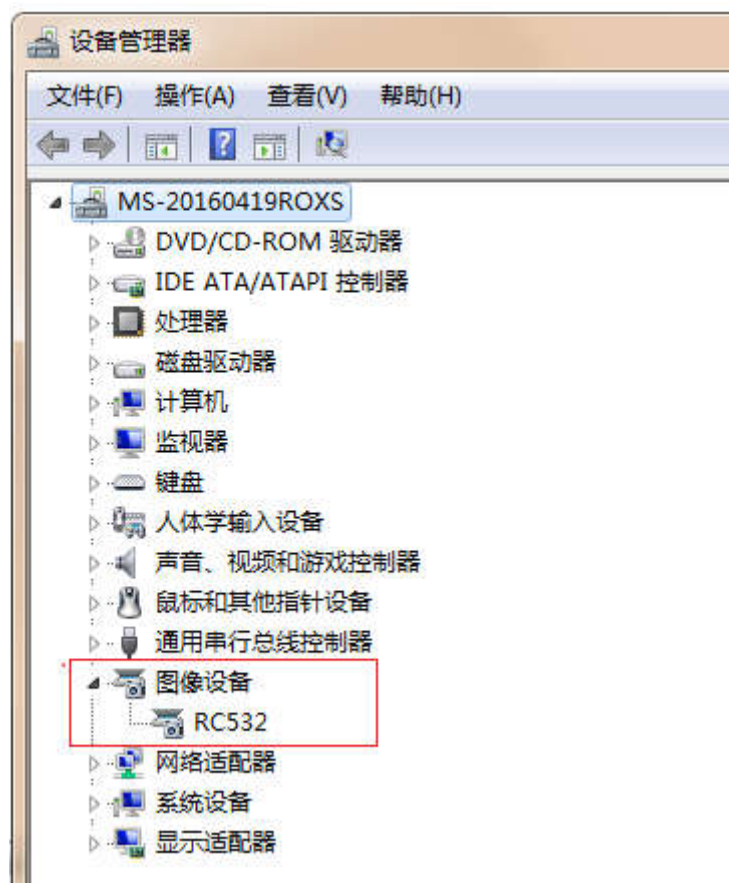 设备管理器
文件(F) 操作(A) 查看(V) 帮助(H)
?
MS-20160419ROXS
DVD/CD-ROM 驱动器
IDE ATA/ATAPI 控制器
处理器
磁盘驱动器
计算机
监视器
键盘
人体学输入设备
声音、视频和游戏控制器
鼠标和其他指针设备
通用串行总线控制器
图像设备
RC532
网络适配器
系统设备
显示适配器